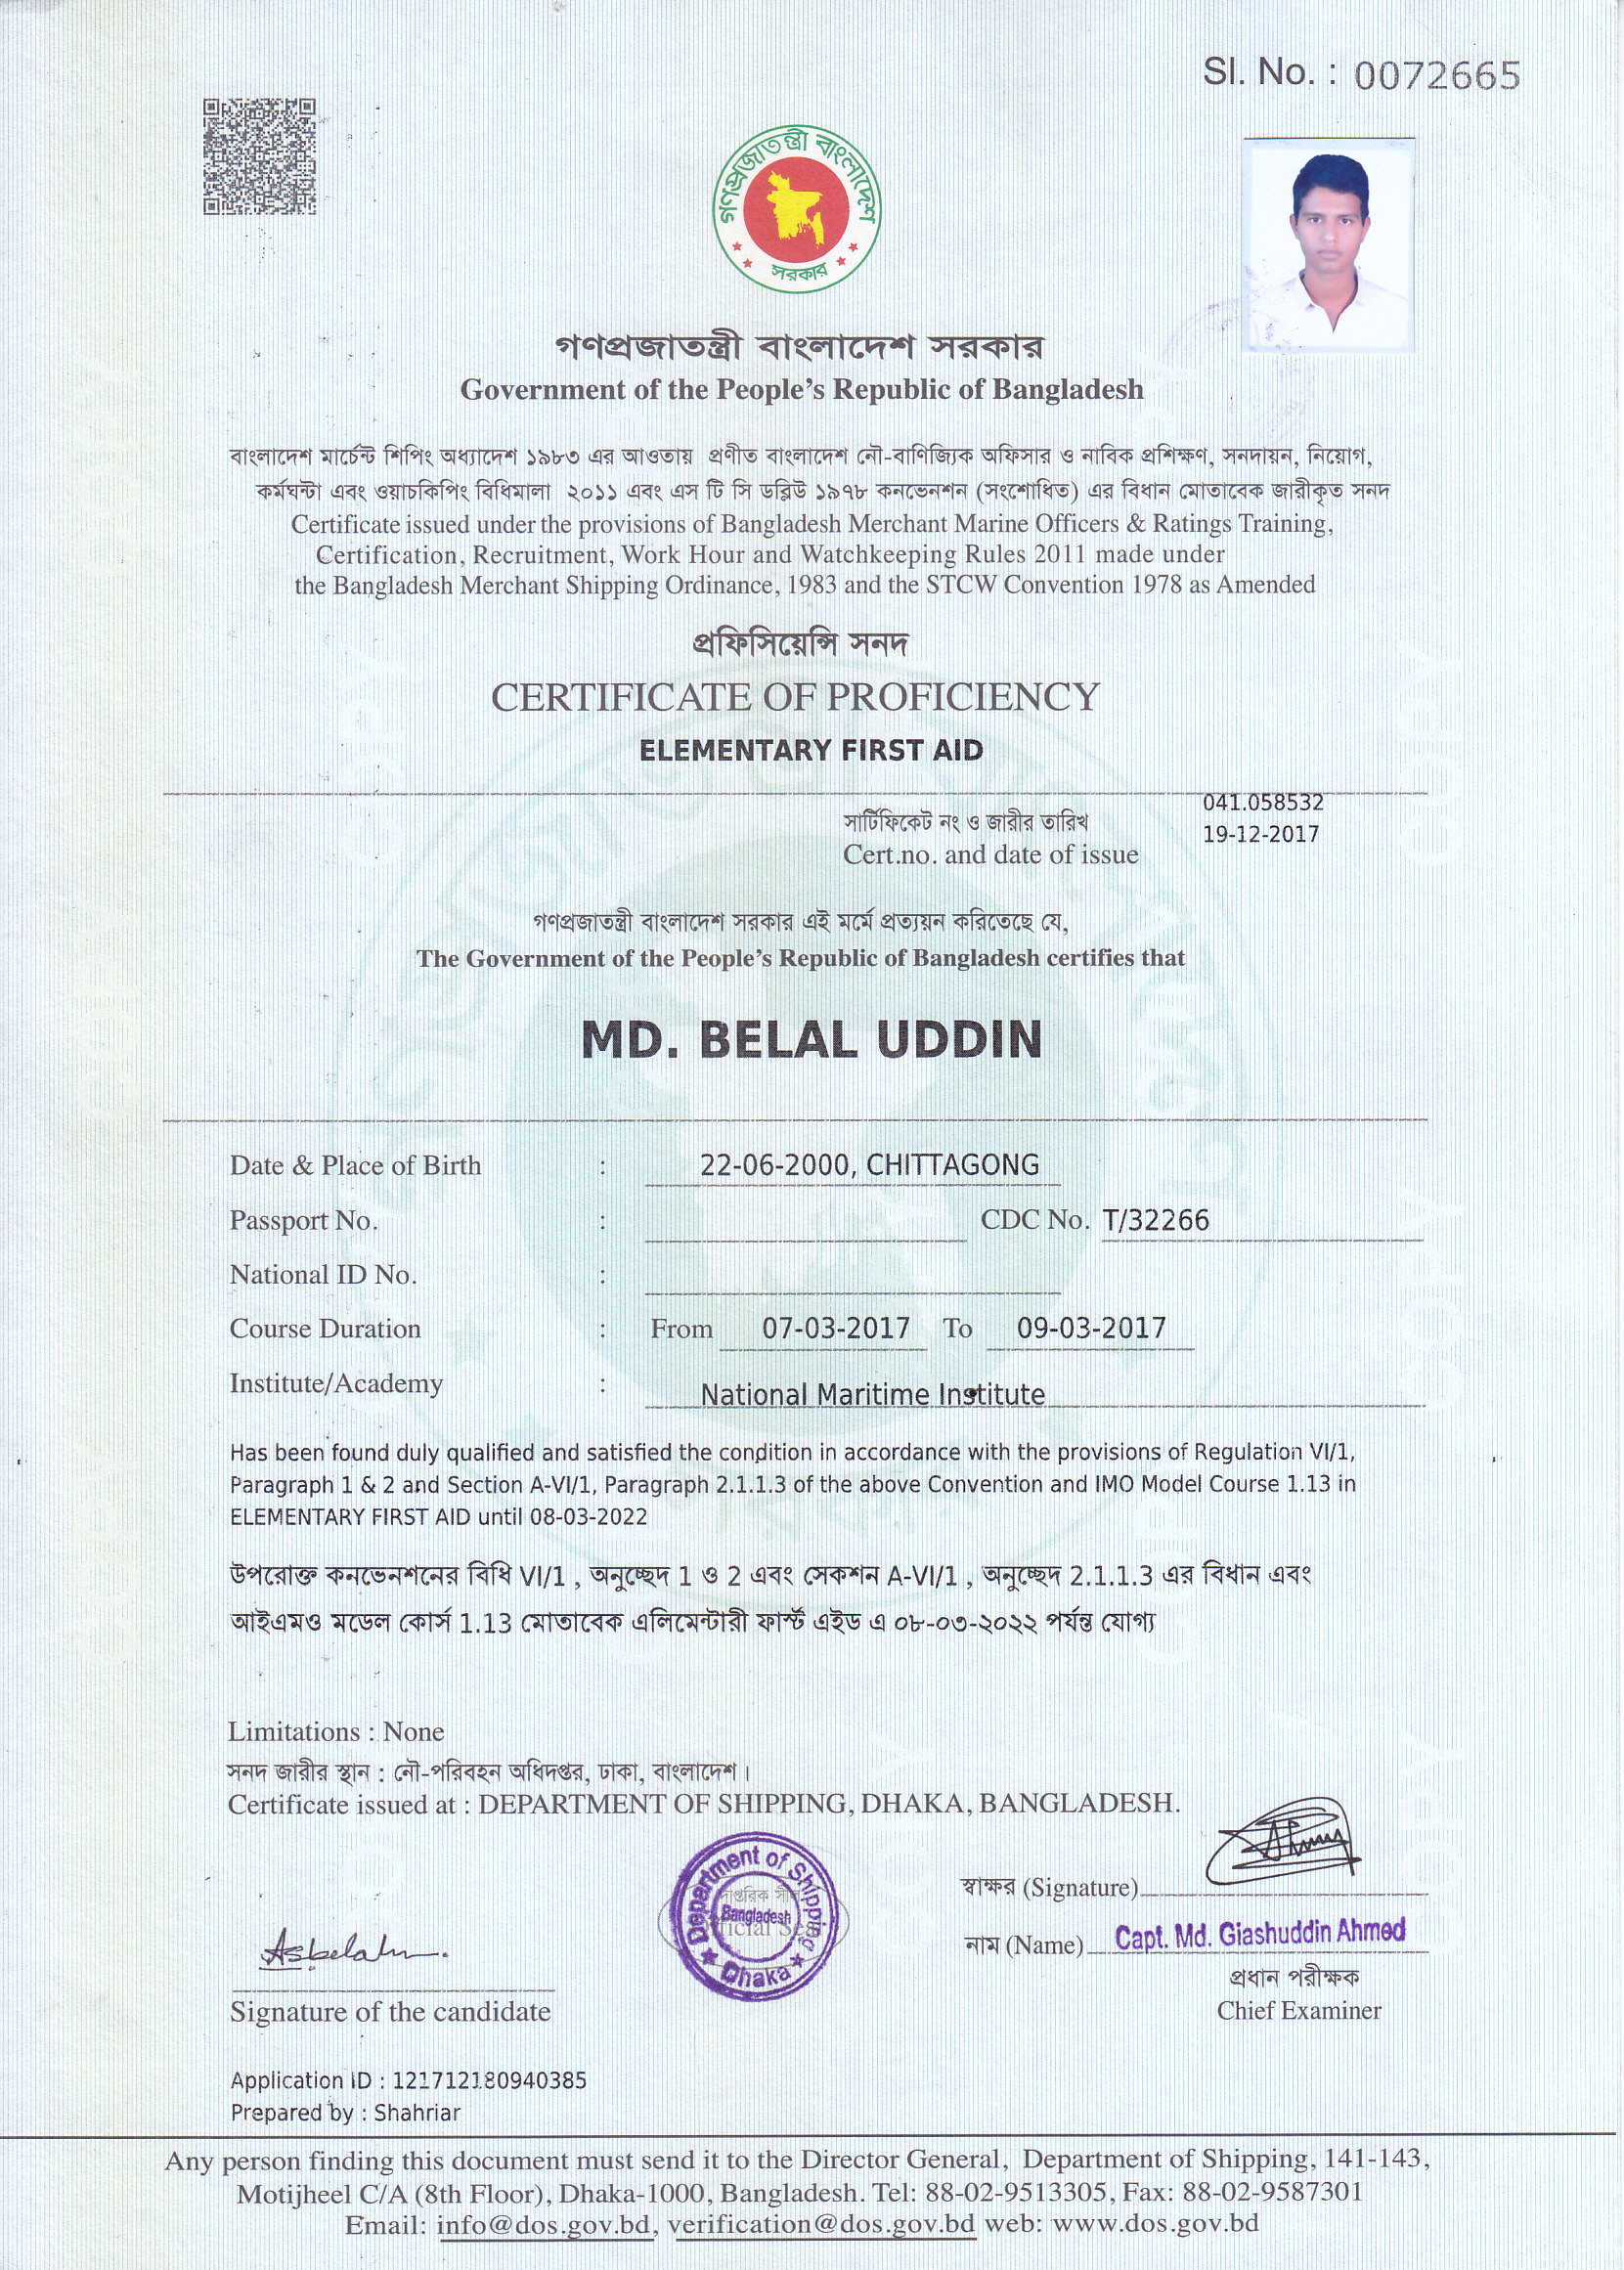 Sl. No. : 0072665
গণপ্রজাতন্ত্রী বাংলাদেশ
সরকার
গণপ্রজাতন্ত্রী বাংলাদেশ সরকার
Government of the People's Republic of Bangladesh
বাংলাদেশ মার্চেন্ট শিপিং অধ্যাদেশ ১৯৮৩ এর আওতায় প্রণীত বাংলাদেশ নৌ-বাণিজ্যিক অফিসার ও নাবিক প্রশিক্ষণ, সনদায়ন, নিয়োগ,
কর্মঘন্টা এবং ওয়াচকিপিং বিধিমালা ২০১১ এবং এস টি সি ডব্লিউ ১৯৭৮ কনভেনশন (সংশোধিত) এর বিধান মোতাবেক জারীকৃত সনদ
Certificate issued under the provisions of Bangladesh Merchant Marine Officers & Ratings Training,
Certification, Recruitment, Work Hour and Watchkeeping Rules 2011 made under
the Bangladesh Merchant Shipping Ordinance, 1983 and the STCW Convention 1978 as Amended
প্রফিসিয়েন্সি সনদ
CERTIFICATE OF PROFICIENCY
ELEMENTARY FIRST AID
সার্টিফিকেট নং ও জারীর তারিখ
041.058532
19-12-2017
Cert.no. and date of issue
গণপ্রজাতন্ত্রী বাংলাদেশ সরকার এই মর্মে প্রত্যয়ন করিতেছে যে,
The Government of the People's Republic of Bangladesh certifies that
MD. BELAL UDDIN
Date & Place of Birth : 22-06-2000, CHITTAGONG
Passport No. : CDC No. T/32266
National ID No. :
Course Duration : From 07-03-2017 To 09-03-2017
Institute/Academy : National Maritime Institute
Has been found duly qualified and satisfied the condition in accordance with the provisions of Regulation VI/1,
Paragraph 1 & 2 and Section A-VI/1, Paragraph 2.1.1.3 of the above Convention and IMO Model Course 1.13 in
ELEMENTARY FIRST AID until 08-03-2022
উপরোক্ত কনভেনশনের বিধি VI/1 , অনুচ্ছেদ 1 ও 2 এবং সেকশন A-VI/1 , অনুচ্ছেদ 2.1.1.3 এর বিধান এবং
আইএমও মডেল কোর্স 1.13 মোতাবেক এলিমেন্টারী ফার্স্ট এইড এ ০৮-০৩-২০২২ পর্যন্ত যোগ্য
Limitations : None
সনদ জারীর স্থান : নৌ-পরিবহন অধিদপ্তর, ঢাকা, বাংলাদেশ।
Certificate issued at : DEPARTMENT OF SHIPPING, DHAKA, BANGLADESH.
Department of Shipping
Bangladesh
Dhaka
স্বাক্ষর (Signature)
নাম (Name) Capt. Md. Giashuddin Ahmed
প্রধান পরীক্ষক
Chief Examiner
Signature of the candidate
Application ID : 121712180940385
Prepared by : Shahriar
Any person finding this document must send it to the Director General, Department of Shipping, 141-143,
Motijheel C/A (8th Floor), Dhaka-1000, Bangladesh. Tel: 88-02-9513305, Fax: 88-02-9587301
Email: info@dos.gov.bd, verification@dos.gov.bd web: www.dos.gov.bd